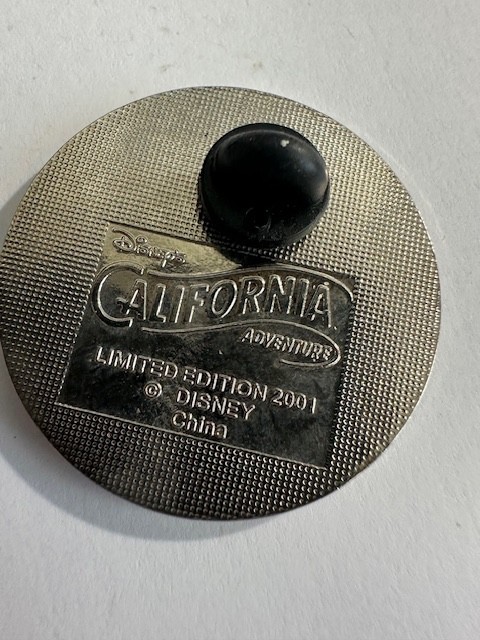 Disney's
CALIFORNIA
ADVENTURE
LIMITED EDITION 2001
© DISNEY
China